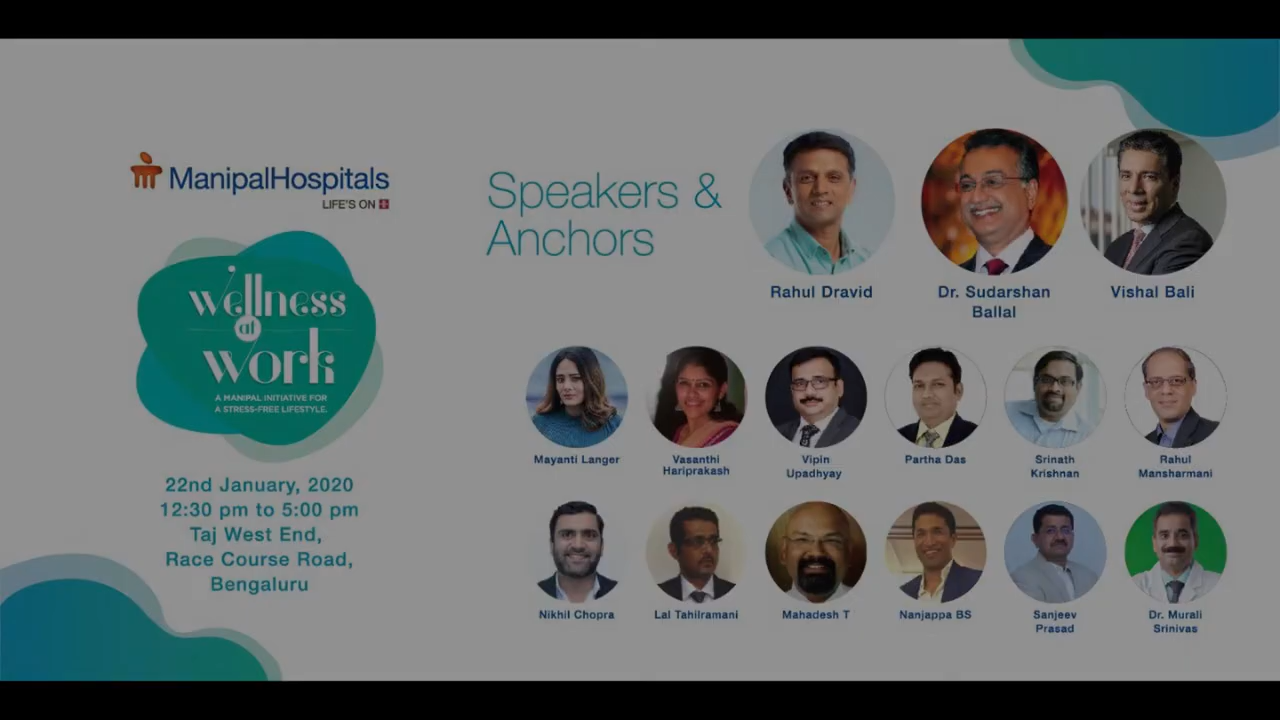 ManipalHospitals
LIFE'S ON
wellness
at
work
A MANIPAL INITIATIVE FOR
A STRESS-FREE LIFESTYLE.
22nd January, 2020
12:30 pm to 5:00 pm
Taj West End,
Race Course Road,
Bengaluru
Speakers &
Anchors
Rahul Dravid
Dr. Sudarshan
Ballal
Vishal Bali
Mayanti Langer
Vasanthi
Hariprakash
Vipin
Upadhyay
Partha Das
Srinath
Krishnan
Rahul
Mansharmani
Nikhil Chopra
Lal Tahilramani
Mahadesh T
Nanjappa BS
Sanjeev
Prasad
Dr. Murali
Srinivas